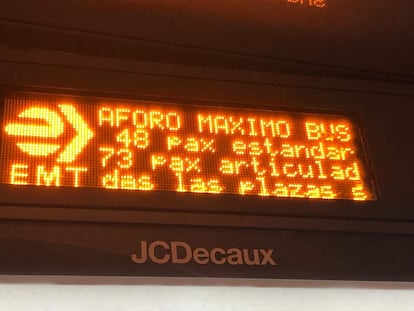 AFORO MAXIMO BUS
48 pax estandar.
73 pax articulad
EMT das las plazas s
JCDecaux